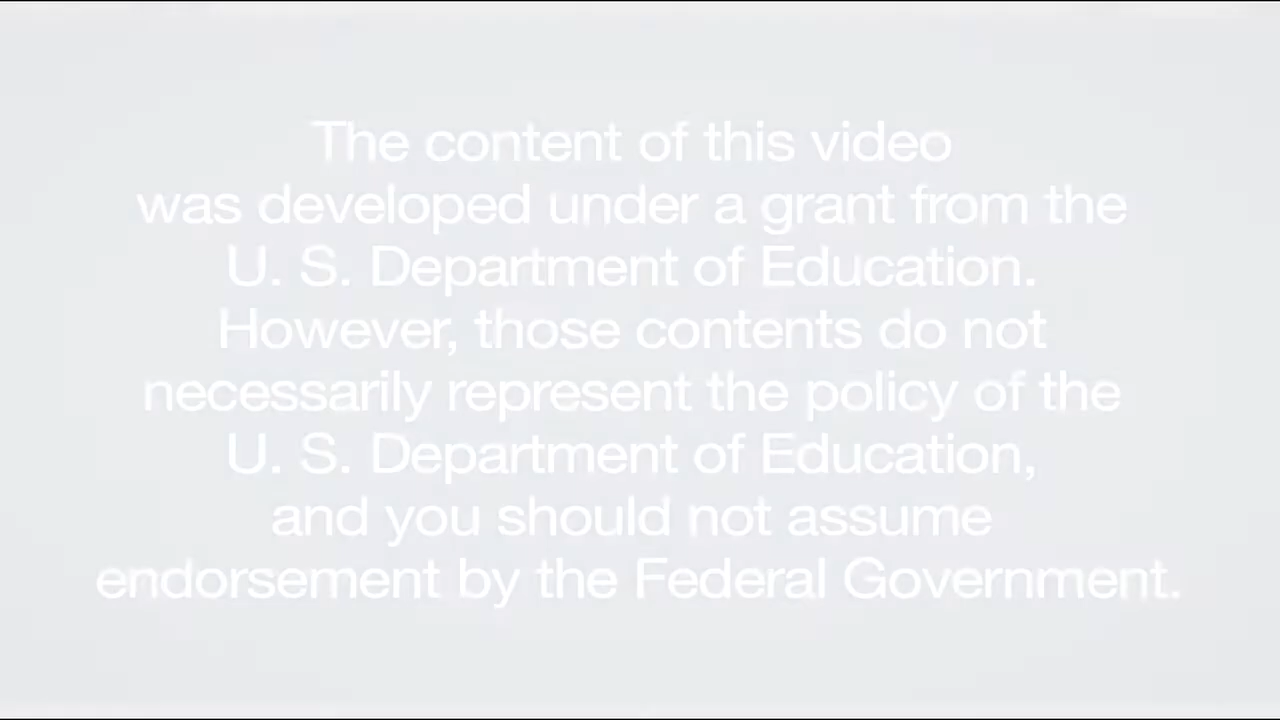 The content of this video
was developed under a grant from the
U. S. Department of Education.
However, those contents do not
necessarily represent the policy of the
U. S. Department of Education,
and you should not assume
endorsement by the Federal Government.